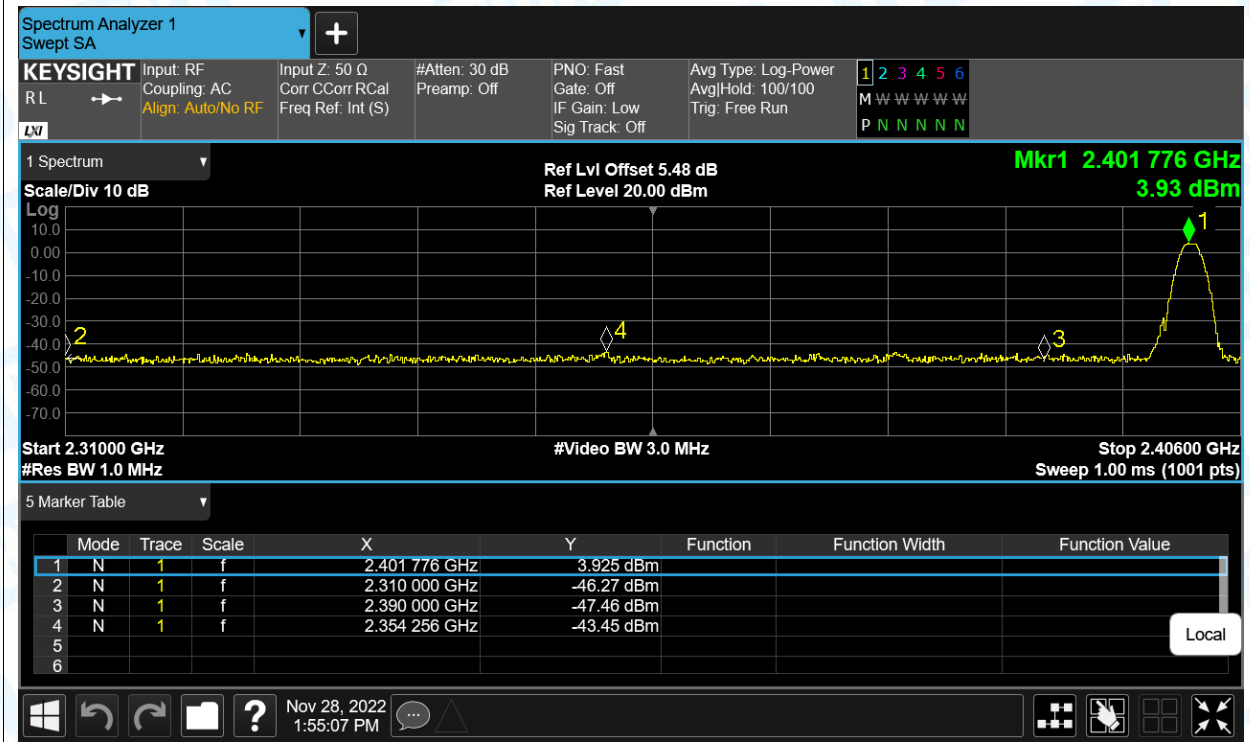 Spectrum Analyzer 1
Swept SA
+
KEYSIGHT
R L
LXI
Input: RF
Coupling: AC
Align: Auto/No RF
Input Z: 50 Ω
Corr CCorr RCal
Freq Ref: Int (S)
#Atten: 30 dB
Preamp: Off
PNO: Fast
Gate: Off
IF Gain: Low
Sig Track: Off
Avg Type: Log-Power
Avg|Hold: 100/100
Trig: Free Run
1 2 3 4 5 6
M W W W W W
P N N N N N
1 Spectrum
Scale/Div 10 dB
Ref Lvl Offset 5.48 dB
Ref Level 20.00 dBm
Mkr1 2.401 776 GHz
3.93 dBm
Log
10.0
0.00
-10.0
-20.0
-30.0
-40.0
-50.0
-60.0
-70.0
1
2
4
3
Start 2.31000 GHz
#Video BW 3.0 MHz
Stop 2.40600 GHz
#Res BW 1.0 MHz
Sweep 1.00 ms (1001 pts)
5 Marker Table
Mode Trace Scale X Y Function Function Width Function Value
1 N 1 f 2.401 776 GHz 3.925 dBm
2 N 1 f 2.310 000 GHz -46.27 dBm
3 N 1 f 2.390 000 GHz -47.46 dBm
4 N 1 f 2.354 256 GHz -43.45 dBm
5
6
Local
?
Nov 28, 2022
1:55:07 PM